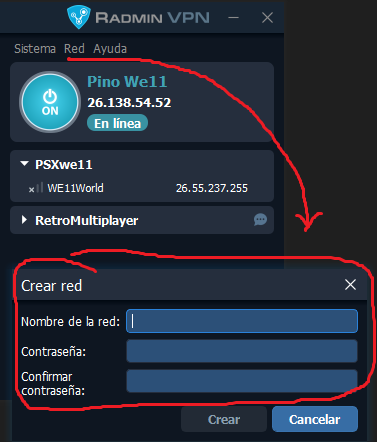 RADMIN VPN
Sistema Red Ayuda
Pino We11
26.138.54.52
ON
En línea
PSXwe11
WE11World 26.55.237.255
RetroMultiplayer
Crear red
Nombre de la red:
Contraseña:
Confirmar
contraseña:
Crear Cancelar